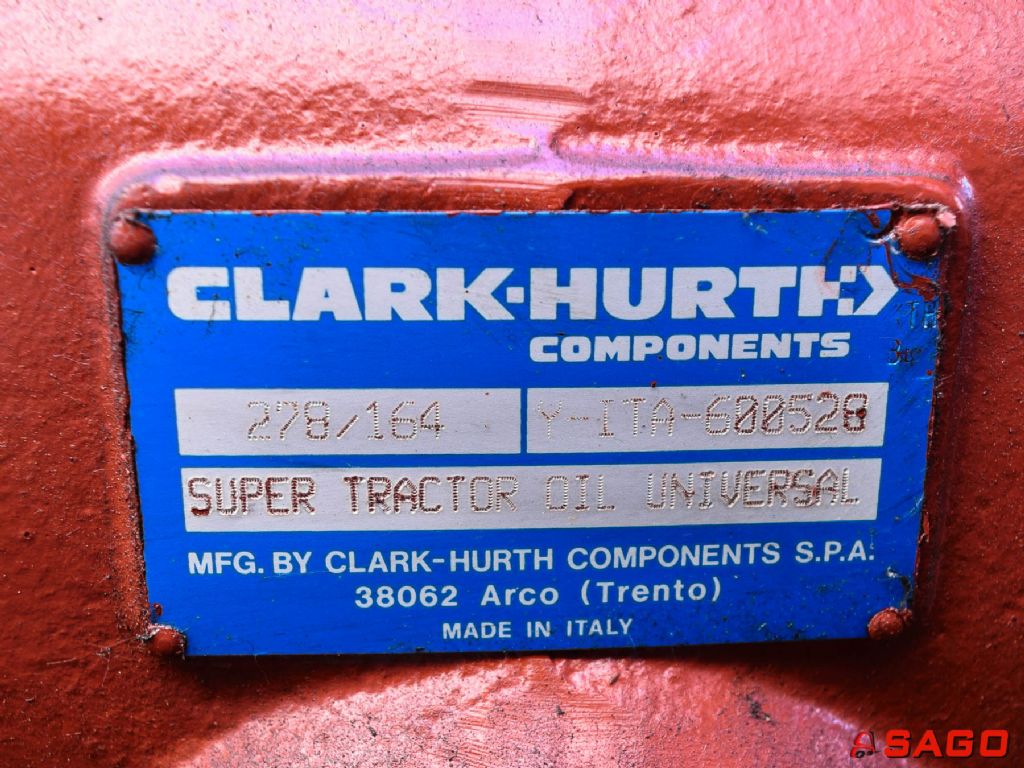 CLARK-HURTH
COMPONENTS
278/164 Y-ITA-600528
SUPER TRACTOR OIL UNIVERSAL
MFG. BY CLARK-HURTH COMPONENTS S.P.A.
38062 Arco (Trento)
MADE IN ITALY
SAGO